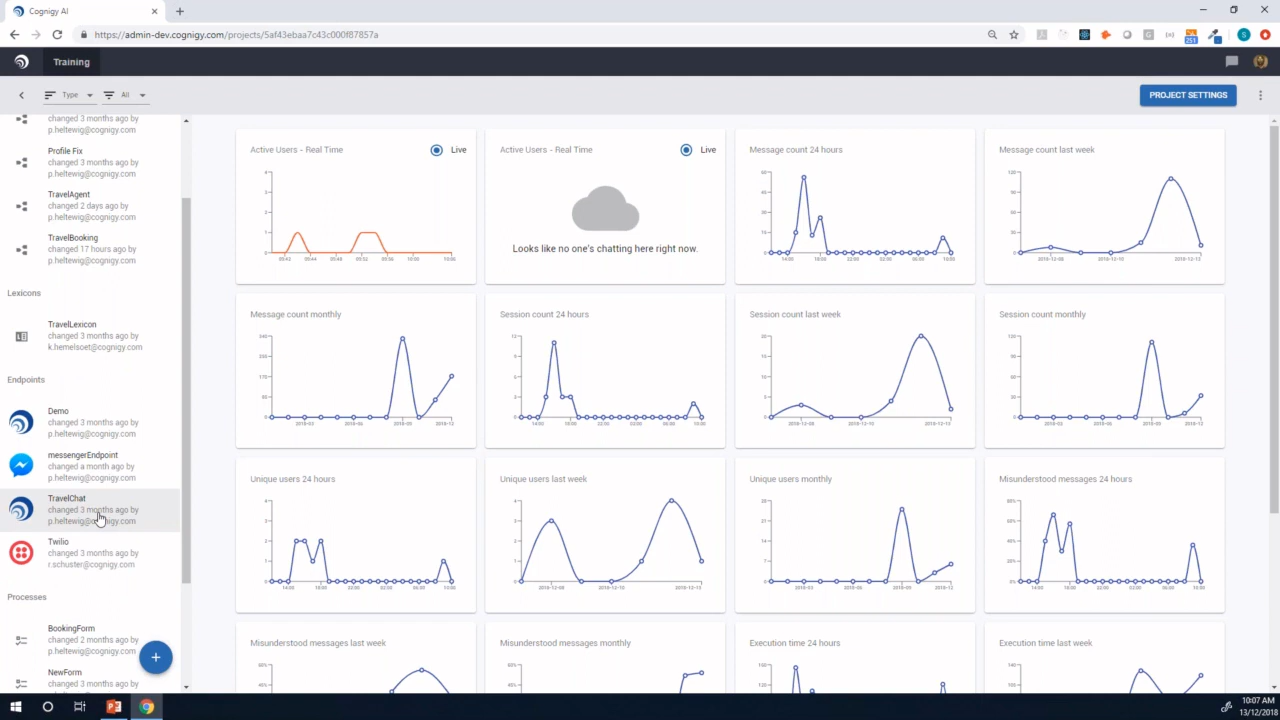 Cognigy AI
https://admin-dev.cognigy.com/projects/5af43ebaa7c43c000f87857a
Training
Type
All
PROJECT SETTINGS
changed 3 months ago by
p.heltewig@cognigy.com
Profile Fix
changed 3 months ago by
p.heltewig@cognigy.com
TravelAgent
changed 2 days ago by
p.heltewig@cognigy.com
TravelBooking
changed 17 hours ago by
p.heltewig@cognigy.com
Lexicons
TravelLexicon
changed 3 months ago by
k.hemelsoet@cognigy.com
Endpoints
Demo
changed 3 months ago by
p.heltewig@cognigy.com
messengerEndpoint
changed a month ago by
p.heltewig@cognigy.com
TravelChat
changed 3 months ago by
p.heltewig@cognigy.com
Twilio
changed 3 months ago by
r.schuster@cognigy.com
Processes
BookingForm
changed 2 months ago by
p.heltewig@cognigy.com
NewForm
changed 3 months ago by
Active Users - Real Time
Live
Active Users - Real Time
Live
Looks like no one's chatting here right now.
Message count 24 hours
Message count last week
Message count monthly
Session count 24 hours
Session count last week
Session count monthly
Unique users 24 hours
Unique users last week
Unique users monthly
Misunderstood messages 24 hours
Misunderstood messages last week
Misunderstood messages monthly
Execution time 24 hours
Execution time last week
10:07 AM
13/12/2018